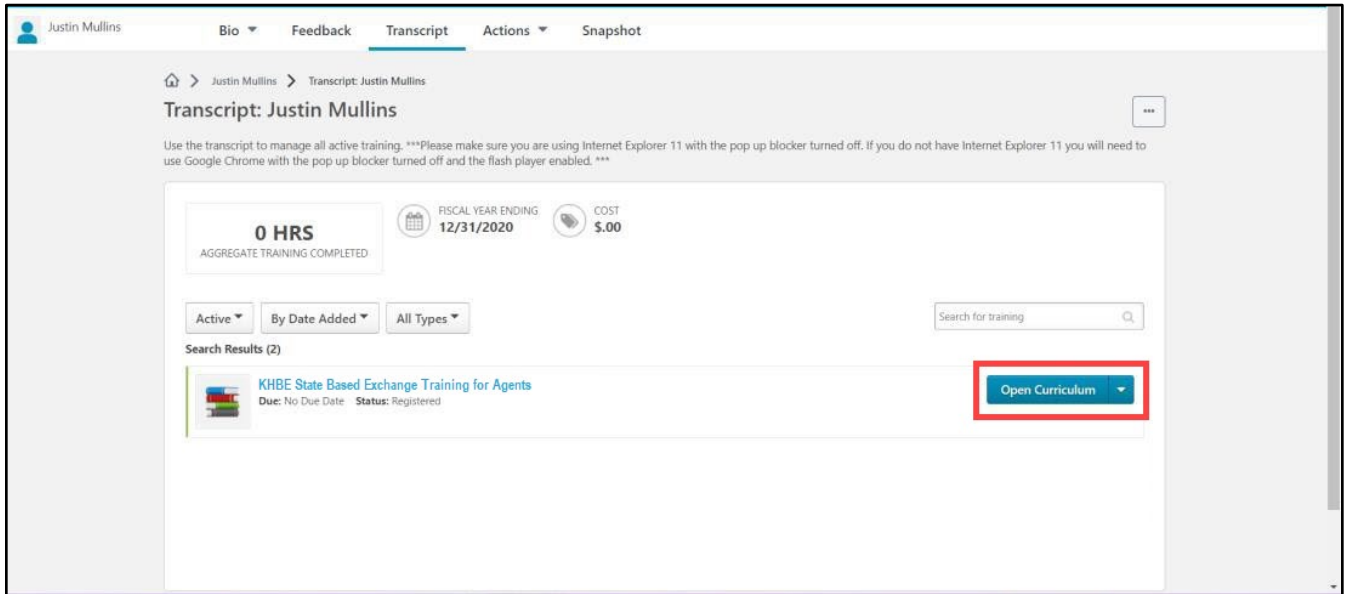 Justin Mullins
Bio Feedback Transcript Actions Snapshot
Justin Mullins Transcript: Justin Mullins
Transcript: Justin Mullins
Use the transcript to manage all active training. ***Please make sure you are using Internet Explorer 11 with the pop up blocker turned off. If you do not have Internet Explorer 11 you will need to
use Google Chrome with the pop up blocker turned off and the flash player enabled. ***
0 HRS
AGGREGATE TRAINING COMPLETED
FISCAL YEAR ENDING
12/31/2020
COST
$.00
Active By Date Added All Types
Search for training
Search Results (2)
KHBE State Based Exchange Training for Agents
Due: No Due Date Status: Registered
Open Curriculum